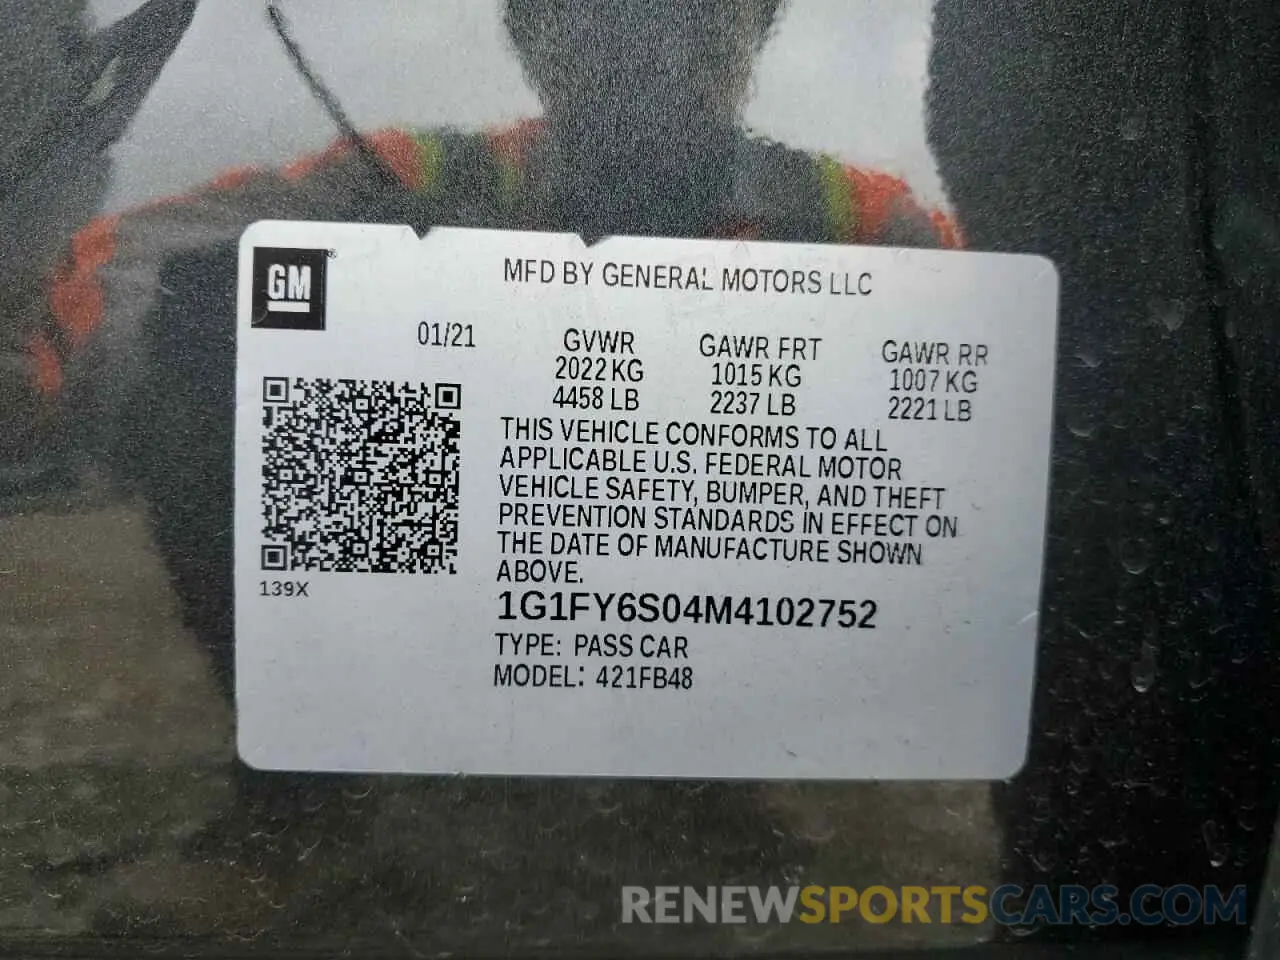 GM®
MFD BY GENERAL MOTORS LLC
01/21
GVWR
2022 KG
4458 LB
GAWR FRT
1015 KG
2237 LB
GAWR RR
1007 KG
2221 LB
THIS VEHICLE CONFORMS TO ALL
APPLICABLE U.S. FEDERAL MOTOR
VEHICLE SAFETY, BUMPER, AND THEFT
PREVENTION STANDARDS IN EFFECT ON
THE DATE OF MANUFACTURE SHOWN
ABOVE.
139X
1G1FY6S04M4102752
TYPE: PASS CAR
MODEL: 421FB48
RENEWSPORTSCARS.COM